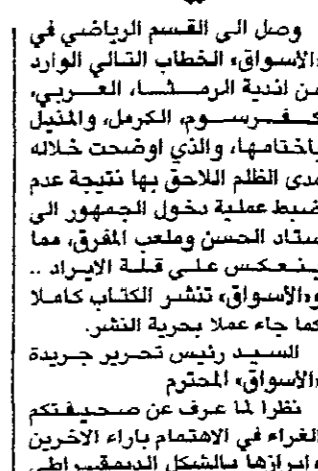 وصل الى القسم الرياضي في
«الأسواق» الخطاب التالي الوارد
من اندية الرمثا، العربي،
كفرسوم، الكرمل، والمذيل
باختامها، والذي اوضحت خلاله
مدى الظلم اللاحق بها نتيجة عدم
ضبط عملية دخول الجمهور الى
ستاد الحسن وملعب المفرق، مما
ينعكس على قلة الايراد ..
و«الأسواق» تنشر الكتاب كاملا
كما جاء عملا بحرية النشر.
السيد رئيس تحرير جريدة
«الأسواق» المحترم
نظرا لما عرف عن صحيفتكم
الغراء في الاهتمام باراء الاخرين
وابرازها بالشكل الديمقراطي